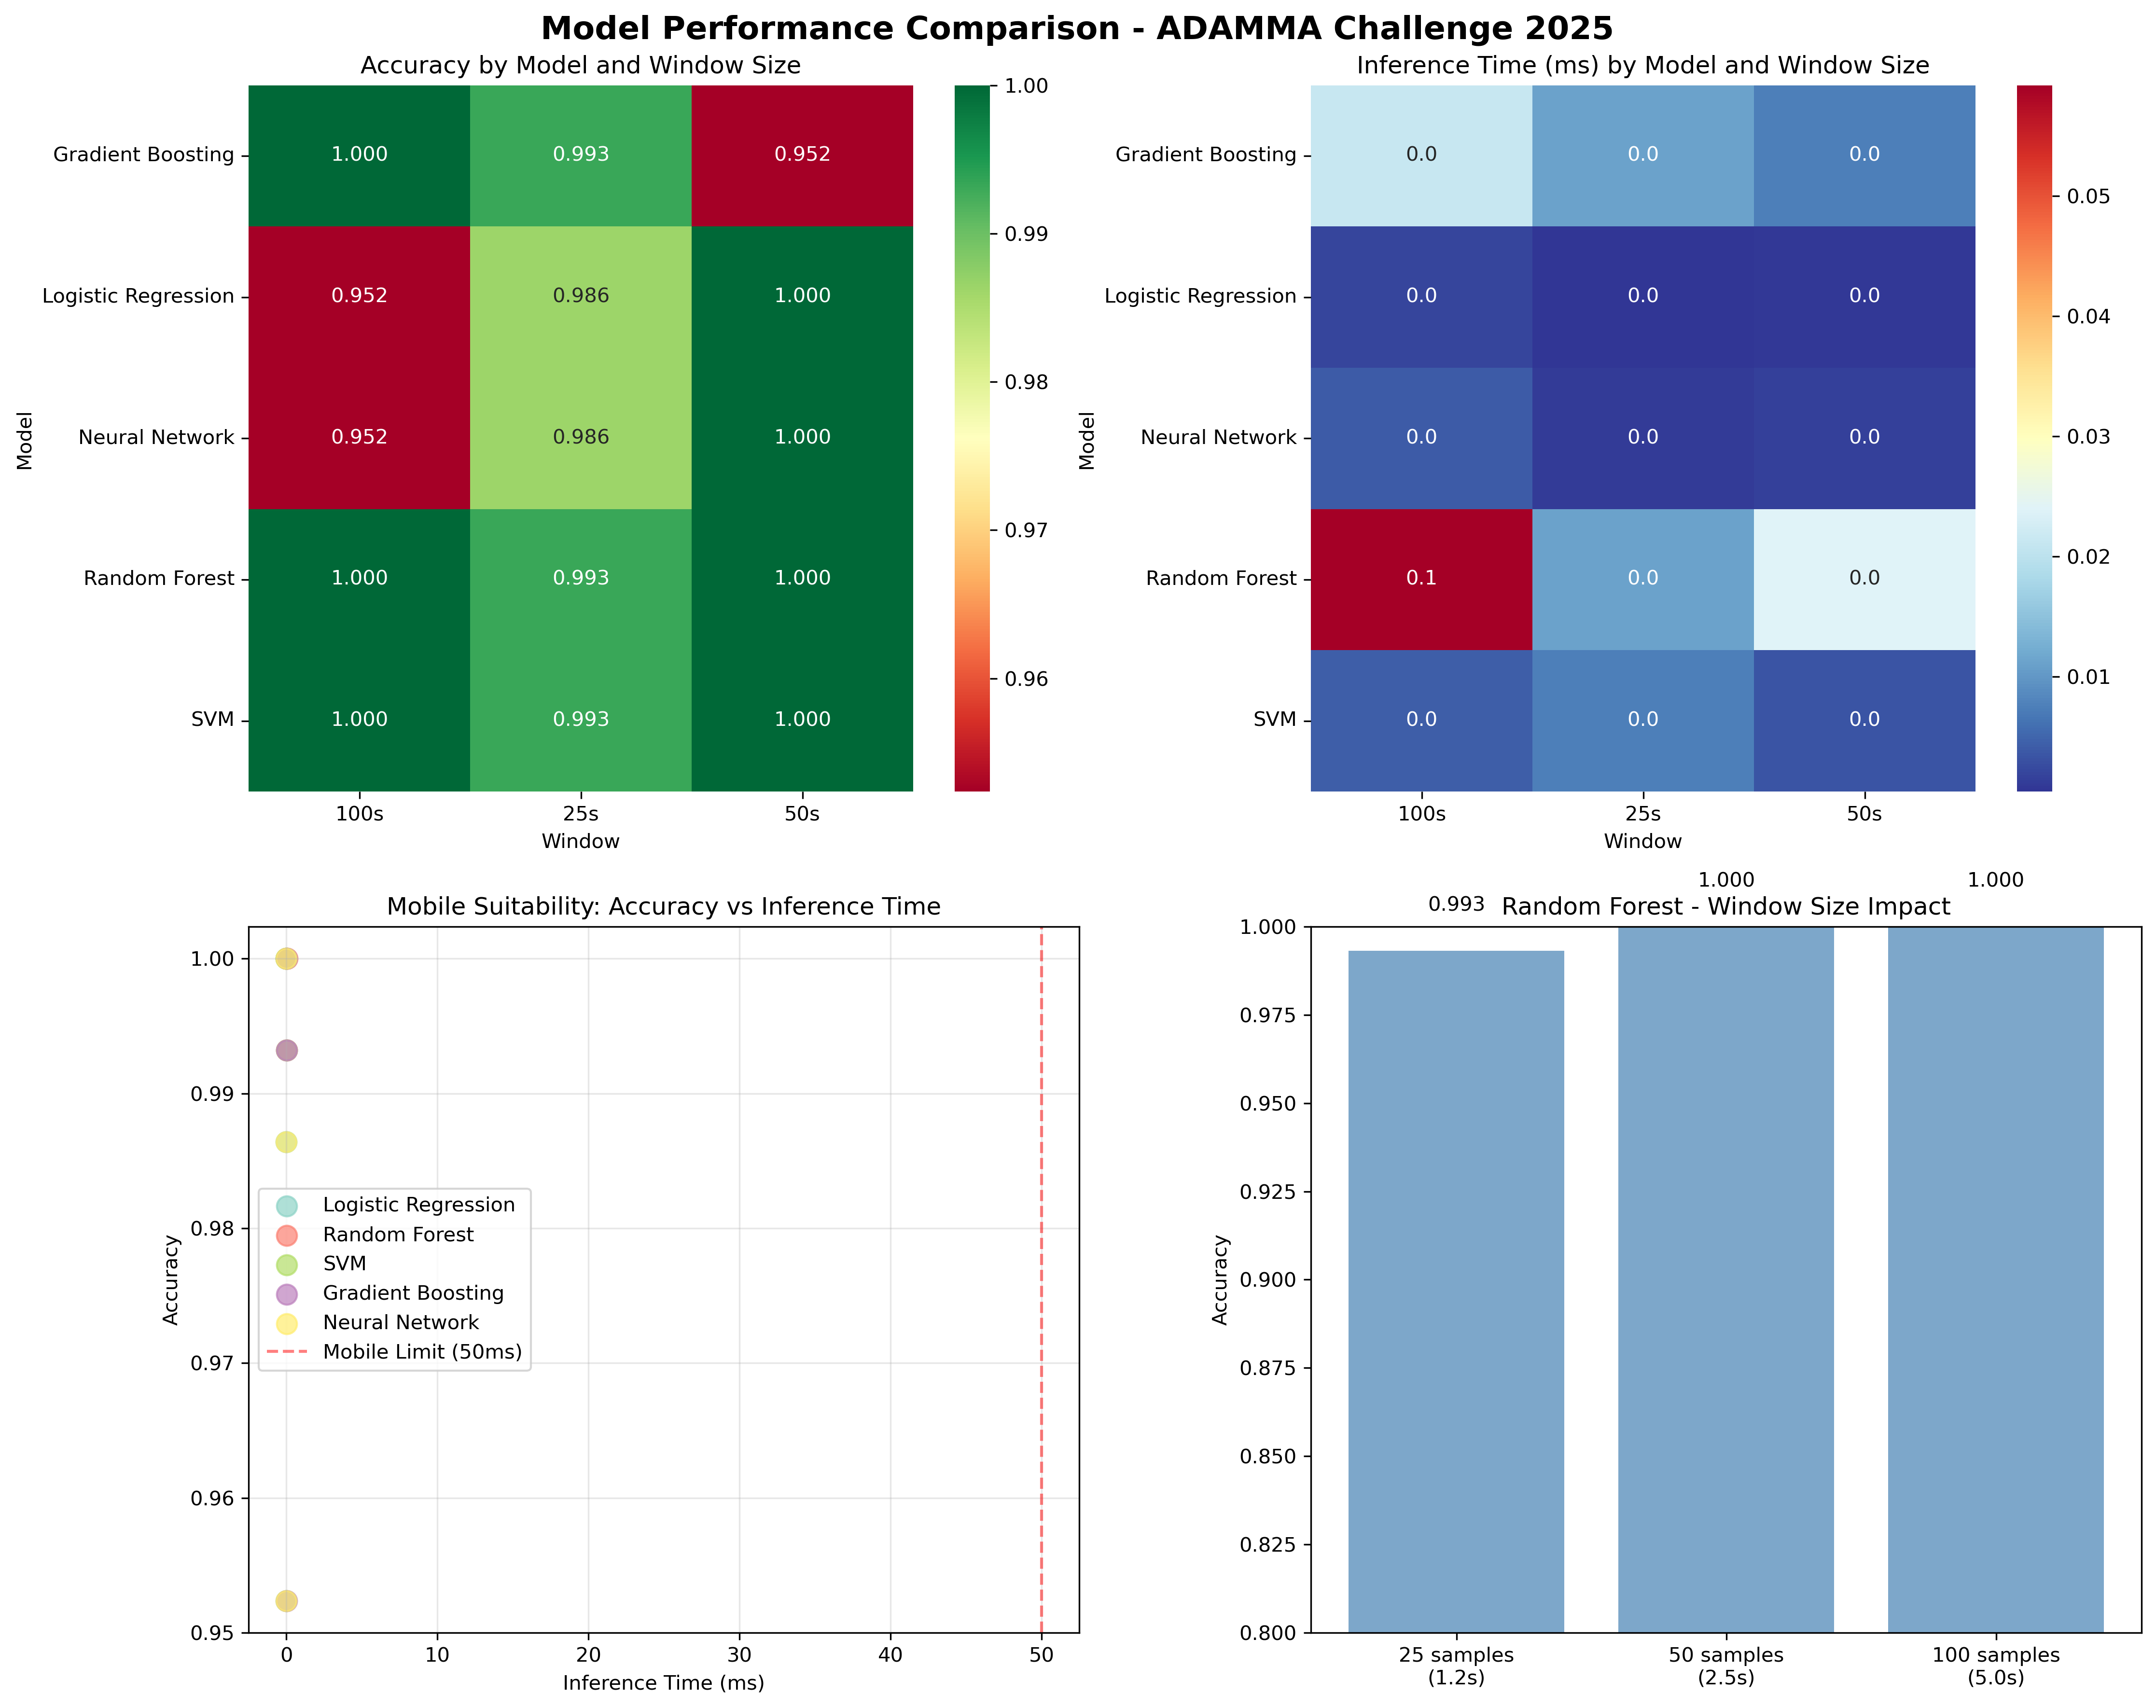 Model Performance Comparison - ADAMMA Challenge 2025
Accuracy by Model and Window Size
Model
Gradient Boosting
1.000 0.993 0.952
Logistic Regression
0.952 0.986 1.000
Neural Network
0.952 0.986 1.000
Random Forest
1.000 0.993 1.000
SVM
1.000 0.993 1.000
100s 25s 50s
Window
1.00
0.99
0.98
0.97
0.96
Inference Time (ms) by Model and Window Size
Model
Gradient Boosting
0.0 0.0 0.0
Logistic Regression
0.0 0.0 0.0
Neural Network
0.0 0.0 0.0
Random Forest
0.1 0.0 0.0
SVM
0.0 0.0 0.0
100s 25s 50s
Window
0.05
0.04
0.03
0.02
0.01
Mobile Suitability: Accuracy vs Inference Time
Accuracy
1.00
0.99
0.98
0.97
0.96
0.95
Logistic Regression
Random Forest
SVM
Gradient Boosting
Neural Network
Mobile Limit (50ms)
0 10 20 30 40 50
Inference Time (ms)
1.000 1.000
0.993 Random Forest - Window Size Impact
Accuracy
1.000
0.975
0.950
0.925
0.900
0.875
0.850
0.825
0.800
25 samples 50 samples 100 samples
(1.2s) (2.5s) (5.0s)